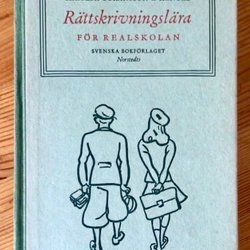 Rättskrivningslära
FÖR REALSKOLAN
SVENSKA BOKFÖRLAGET
Norstedts